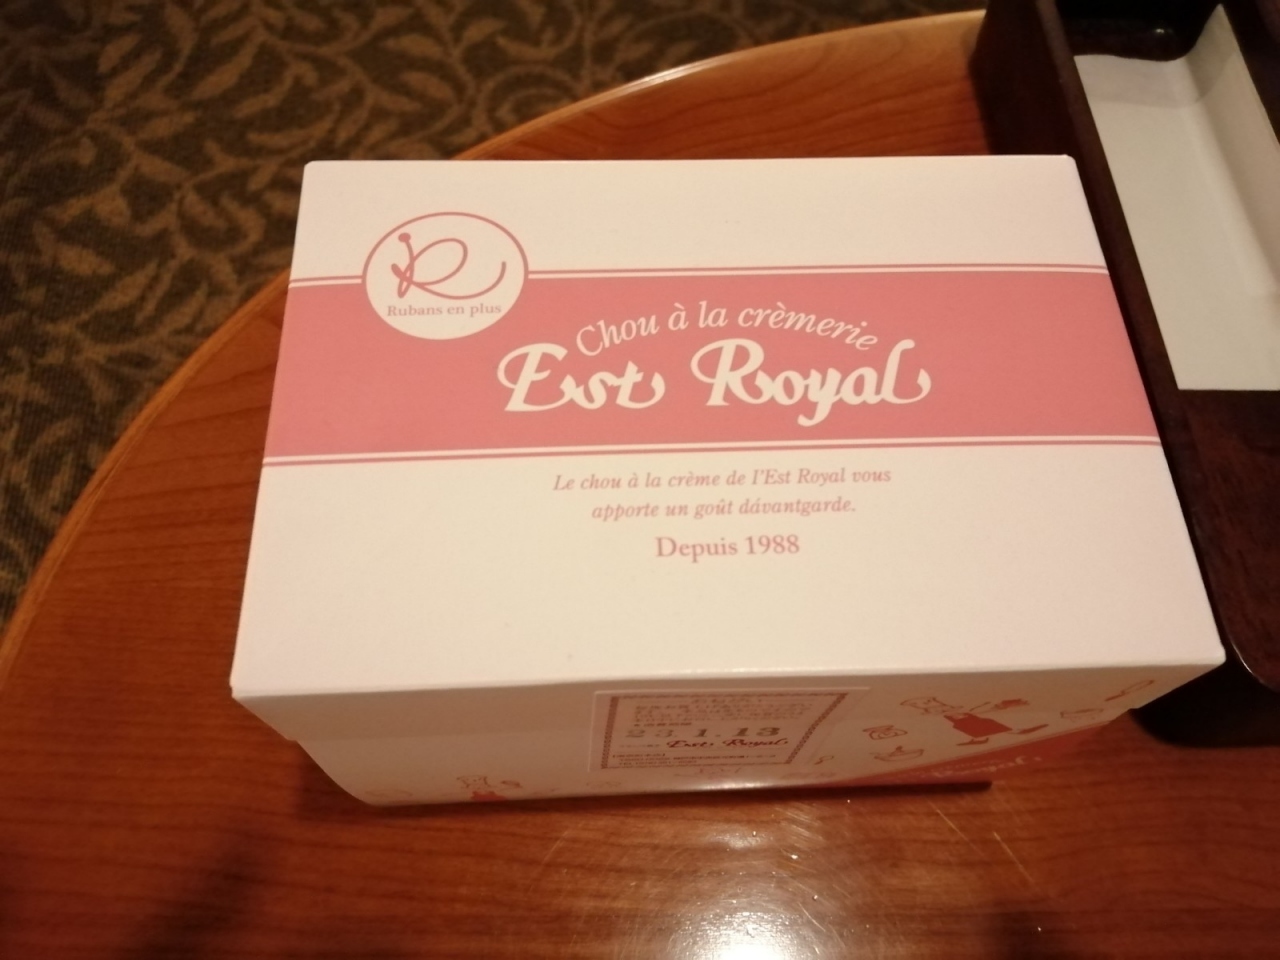 R
Rubans en plus
Chou à la crèmerie
Est Royal
Le chou à la crème de l'Est Royal vous
apporte un goût dávantgarde.
Depuis 1988
23.1.13
Est Royal